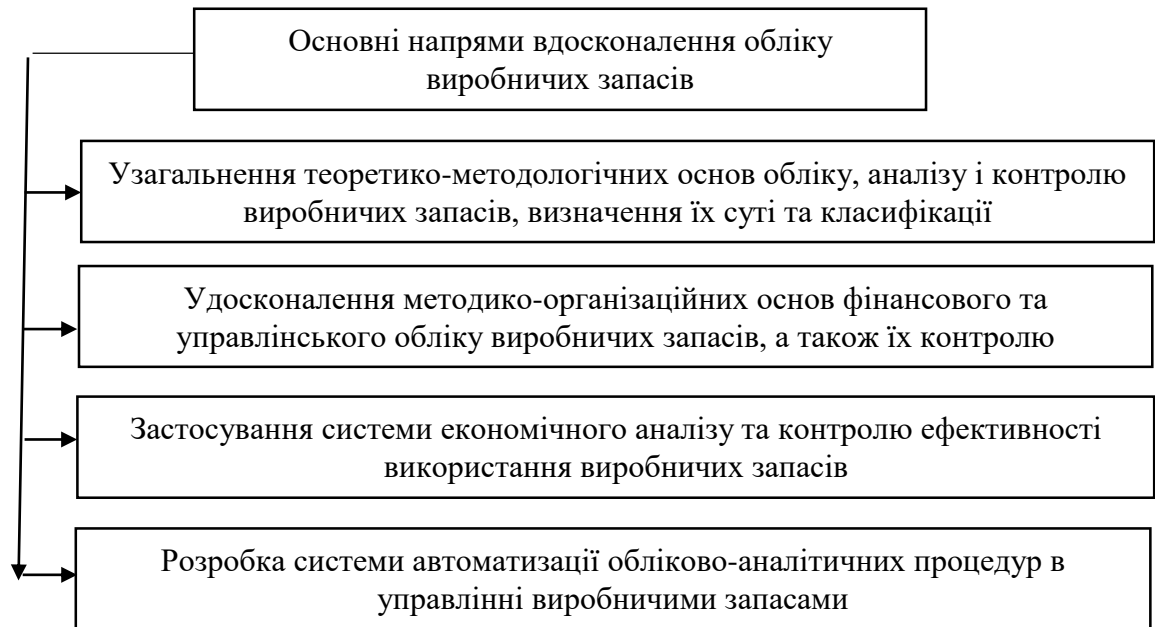 Основні напрями вдосконалення обліку
виробничих запасів
Узагальнення теоретико-методологічних основ обліку, аналізу і контролю
виробничих запасів, визначення їх суті та класифікації
Удосконалення методико-організаційних основ фінансового та
управлінського обліку виробничих запасів, а також їх контролю
Застосування системи економічного аналізу та контролю ефективності
використання виробничих запасів
Розробка системи автоматизації обліково-аналітичних процедур в
управлінні виробничими запасами